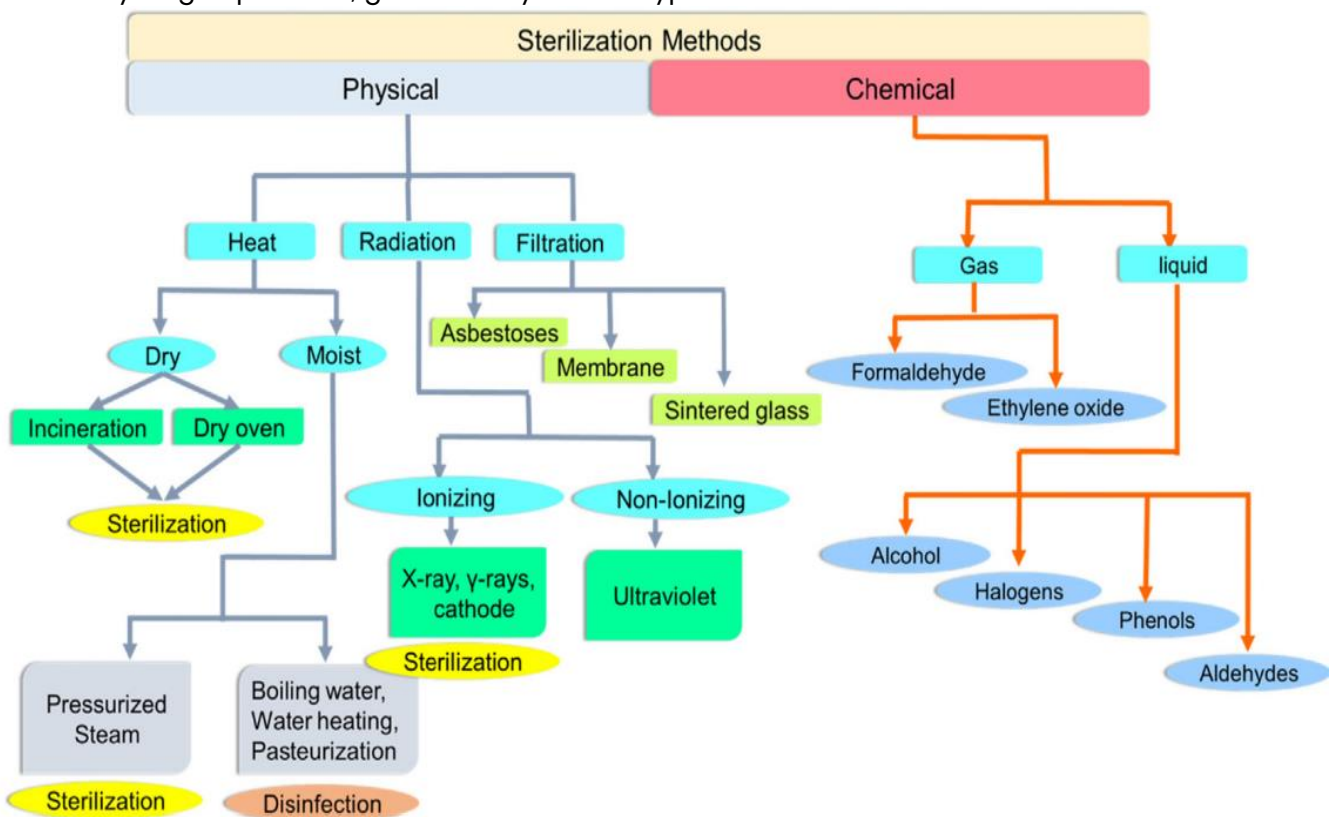 Sterilization Methods
Physical
Chemical
Heat
Radiation
Filtration
Gas
liquid
Dry
Moist
Asbestoses
Membrane
Sintered glass
Formaldehyde
Ethylene oxide
Incineration
Dry oven
Sterilization
Ionizing
Non-Ionizing
X-ray, γ-rays,
cathode
Ultraviolet
Sterilization
Alcohol
Halogens
Phenols
Aldehydes
Pressurized
Steam
Boiling water,
Water heating,
Pasteurization
Sterilization
Disinfection